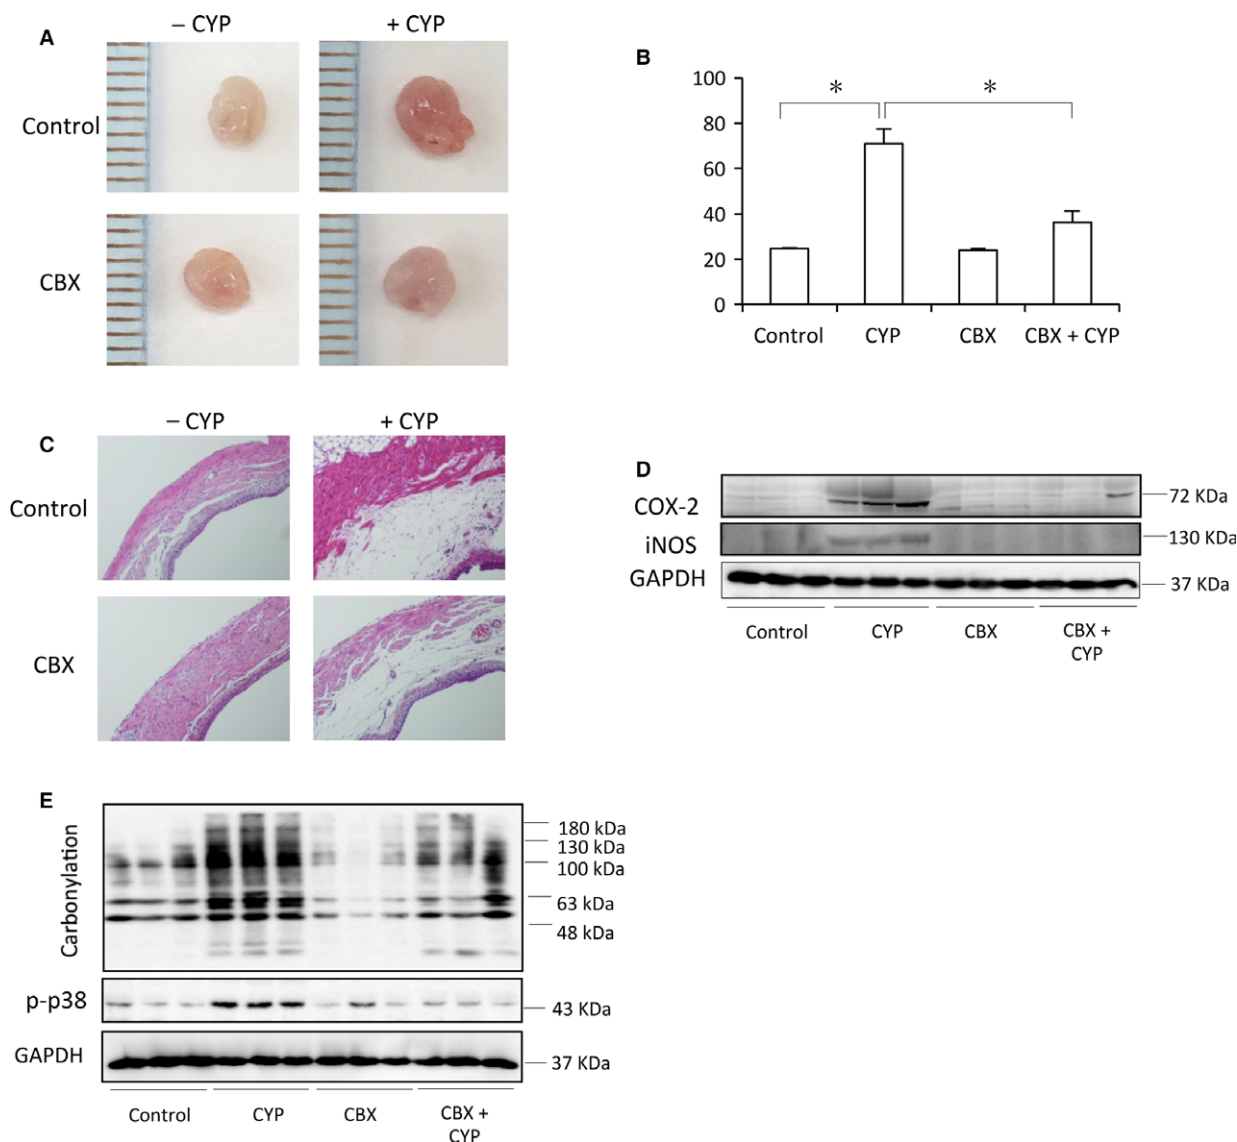 A
– CYP
+ CYP
Control
CBX
B
100
80
60
40
20
0
*
*
Control
CYP
CBX
CBX + CYP
C
– CYP
+ CYP
Control
CBX
D
COX-2
72 KDa
iNOS
130 KDa
GAPDH
37 KDa
Control
CYP
CBX
CBX +
CYP
E
Carbonylation
180 kDa
130 kDa
100 kDa
63 kDa
48 kDa
p-p38
43 KDa
GAPDH
37 KDa
Control
CYP
CBX
CBX +
CYP